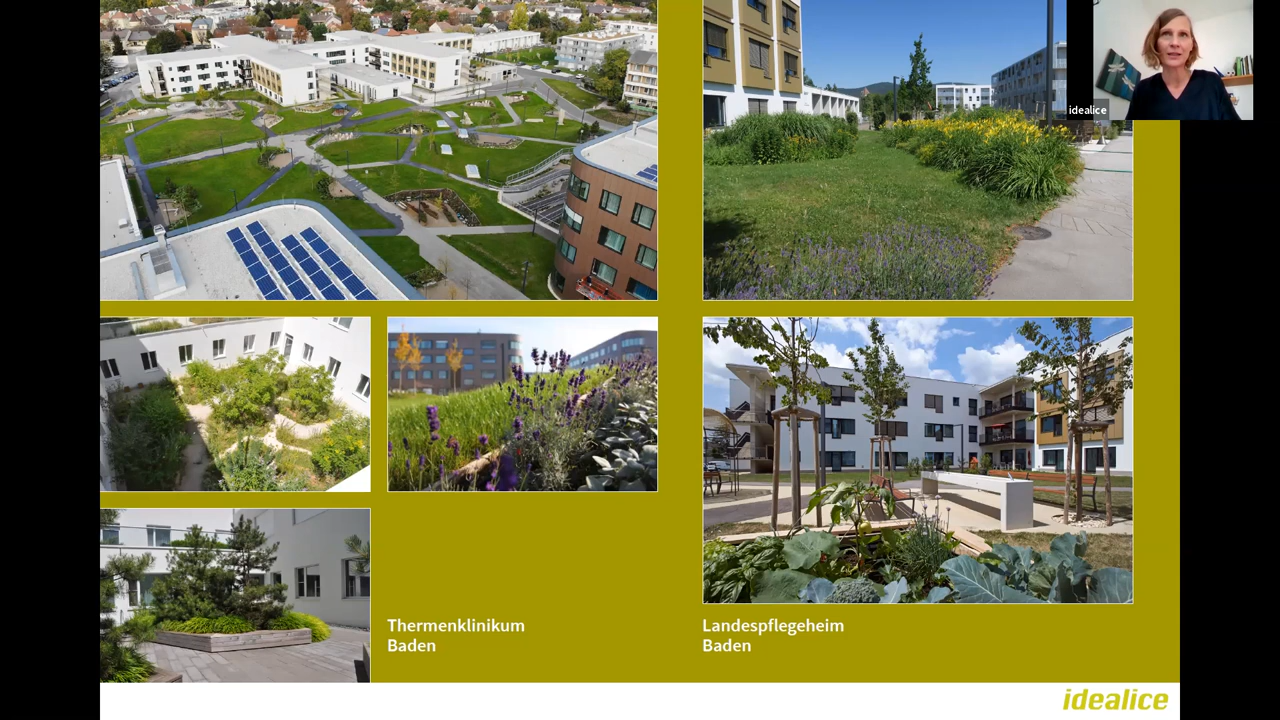 idealice
Thermenklinikum
Baden
Landespflegeheim
Baden
idealice